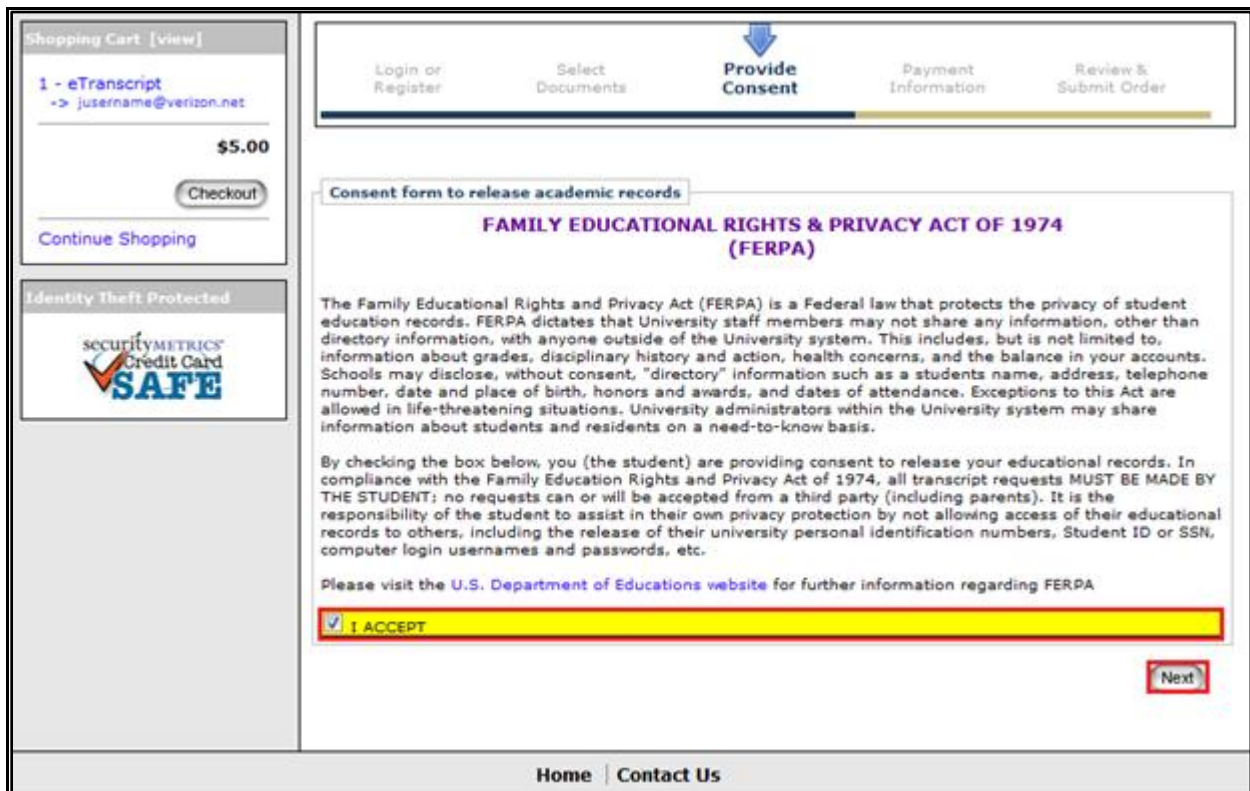 Shopping Cart [view]
1 - eTranscript
-> jusername@verizon.net
$5.00
Checkout
Continue Shopping
Identity Theft Protected
securityMETRICS®
Credit Card
SAFE
Login or
Register
Select
Documents
Provide
Consent
Payment
Information
Review &
Submit Order
Consent form to release academic records
FAMILY EDUCATIONAL RIGHTS & PRIVACY ACT OF 1974
(FERPA)
The Family Educational Rights and Privacy Act (FERPA) is a Federal law that protects the privacy of student
education records. FERPA dictates that University staff members may not share any information, other than
directory information, with anyone outside of the University system. This includes, but is not limited to,
information about grades, disciplinary history and action, health concerns, and the balance in your accounts.
Schools may disclose, without consent, "directory" information such as a students name, address, telephone
number, date and place of birth, honors and awards, and dates of attendance. Exceptions to this Act are
allowed in life-threatening situations. University administrators within the University system may share
information about students and residents on a need-to-know basis.
By checking the box below, you (the student) are providing consent to release your educational records. In
compliance with the Family Education Rights and Privacy Act of 1974, all transcript requests MUST BE MADE BY
THE STUDENT; no requests can or will be accepted from a third party (including parents). It is the
responsibility of the student to assist in their own privacy protection by not allowing access of their educational
records to others, including the release of their university personal identification numbers, Student ID or SSN,
computer login usernames and passwords, etc.
Please visit the U.S. Department of Educations website for further information regarding FERPA
I ACCEPT
Next
Home | Contact Us